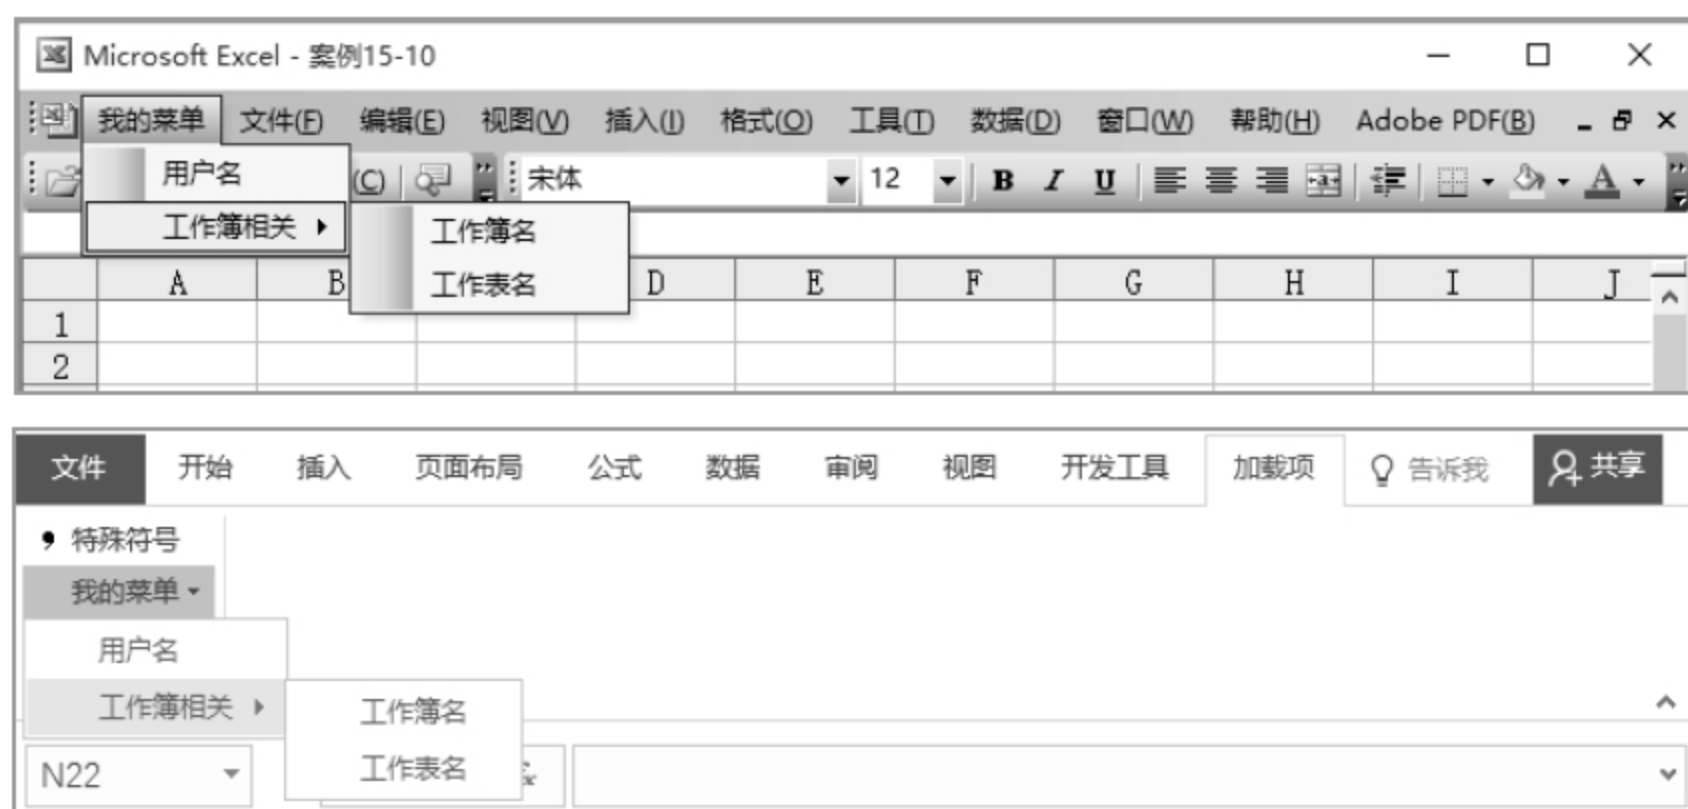 Microsoft Excel - 案例15-10
我的菜单 文件(F) 编辑(E) 视图(V) 插入(I) 格式(O) 工具(T) 数据(D) 窗口(W) 帮助(H) Adobe PDF(B)
用户名 (C) 宋体 12 B I U A
工作簿相关 工作簿名
工作表名
A B D E F G H I J
1
2
文件 开始 插入 页面布局 公式 数据 审阅 视图 开发工具 加载项 告诉我 共享
, 特殊符号
我的菜单
用户名
工作簿相关 工作簿名
工作表名
N22